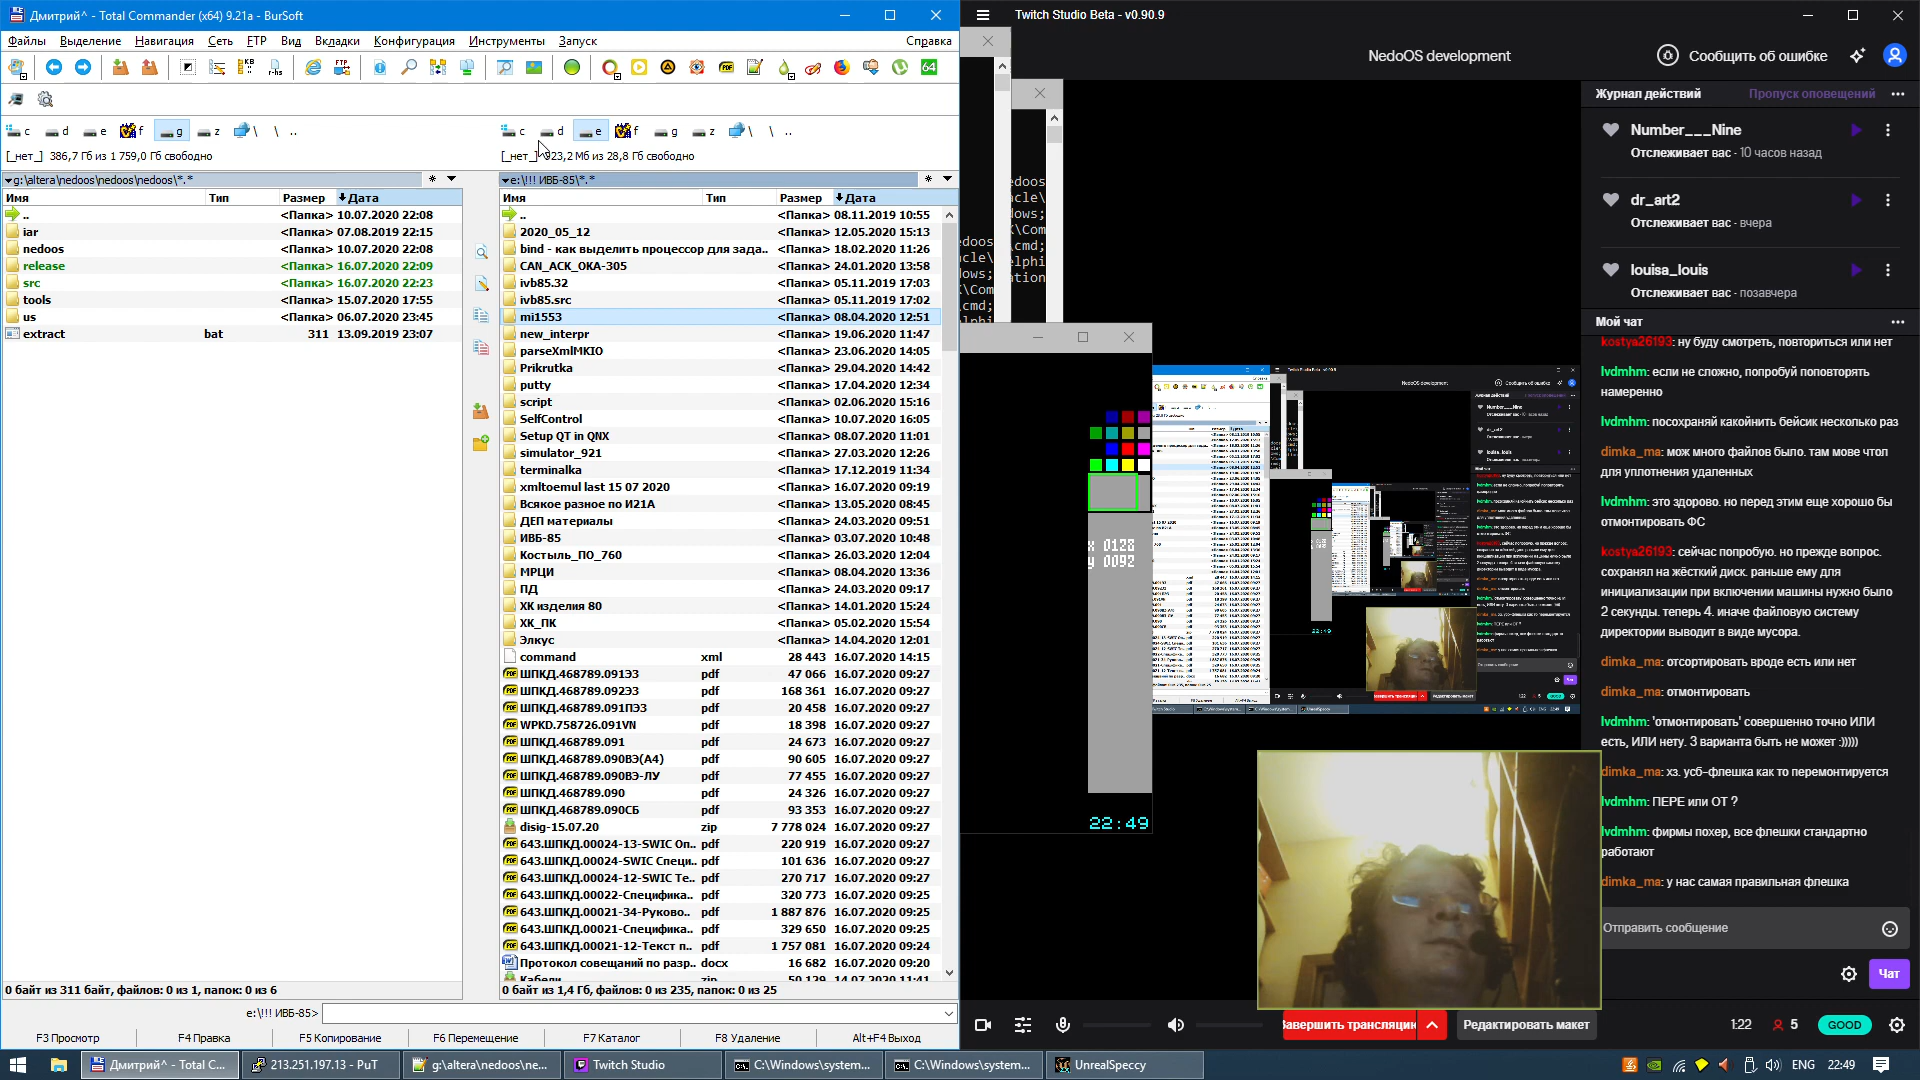 Дмитрий^ - Total Commander (x64) 9.21a - BurSoft
Файлы Выделение Навигация Сеть FTP Вид Вкладки Конфигурация Инструменты Запуск Справка
c d e f g z \ \ ..
[_нет_] 386,7 Гб из 1 759,0 Гб свободно
g:\altera\nedoos\nedoos\nedoos\*.*
Имя Тип Размер Дата
.. <Папка> 10.07.2020 22:08
iar <Папка> 07.08.2019 22:15
nedoos <Папка> 10.07.2020 22:08
release <Папка> 16.07.2020 22:09
src <Папка> 16.07.2020 22:23
tools <Папка> 15.07.2020 17:55
us <Папка> 06.07.2020 23:45
extract bat 311 13.09.2019 23:07
0 байт из 311 байт, файлов: 0 из 1, папок: 0 из 6
c d e f g z \ \ ..
[_нет_] 923,2 Мб из 28,8 Гб свободно
e:\!!! ИВБ-85\*.*
Имя Тип Размер Дата
.. <Папка> 08.11.2019 10:55
2020_05_12 <Папка> 12.05.2020 15:13
bind - как выделить процессор для зада.. <Папка> 18.02.2020 11:26
CAN_ACK_OKA-305 <Папка> 24.01.2020 13:58
ivb85.32 <Папка> 05.11.2019 17:03
ivb85.src <Папка> 05.11.2019 17:02
mi1553 <Папка> 08.04.2020 12:51
new_interpr <Папка> 19.06.2020 11:47
parseXmlMKIO <Папка> 23.06.2020 14:05
Prikrutka <Папка> 29.04.2020 14:42
putty <Папка> 17.04.2020 12:34
script <Папка> 02.06.2020 15:16
SelfControl <Папка> 10.07.2020 16:05
Setup QT in QNX <Папка> 08.07.2020 11:01
simulator_921 <Папка> 27.03.2020 12:26
terminalka <Папка> 17.12.2019 11:34
xmltoemul last 15 07 2020 <Папка> 16.07.2020 09:19
Всякое разное по И21А <Папка> 13.05.2020 08:45
ДЕП материалы <Папка> 24.03.2020 09:51
ИВБ-85 <Папка> 03.07.2020 10:48
Костыль_ПО_760 <Папка> 26.03.2020 12:04
МРЦИ <Папка> 08.04.2020 13:36
ПД <Папка> 24.03.2020 09:17
ХК изделия 80 <Папка> 14.01.2020 15:24
ХК_ПК <Папка> 05.02.2020 15:54
Элкус <Папка> 14.04.2020 12:01
command xml 28 443 16.07.2020 14:15
ШПКД.468789.091ЭЗ pdf 47 066 16.07.2020 09:27
ШПКД.468789.092ЭЗ pdf 168 361 16.07.2020 09:27
ШПКД.468789.091ПЭЗ pdf 20 458 16.07.2020 09:27
WPKD.758726.091VN pdf 18 398 16.07.2020 09:27
ШПКД.468789.091 pdf 24 673 16.07.2020 09:27
ШПКД.468789.090ВЭ(А4) pdf 90 605 16.07.2020 09:27
ШПКД.468789.090ВЭ-ЛУ pdf 77 455 16.07.2020 09:27
ШПКД.468789.090 pdf 24 326 16.07.2020 09:27
ШПКД.468789.090СБ pdf 93 353 16.07.2020 09:27
disig-15.07.20 zip 7 778 024 16.07.2020 09:27
643.ШПКД.00024-13-SWIC Оп.. pdf 220 919 16.07.2020 09:27
643.ШПКД.00024-SWIC Специ.. pdf 101 636 16.07.2020 09:27
643.ШПКД.00024-12-SWIC Те.. pdf 270 717 16.07.2020 09:27
643.ШПКД.00022-Специфика.. pdf 320 773 16.07.2020 09:25
643.ШПКД.00021-34-Руково.. pdf 1 887 876 16.07.2020 09:25
643.ШПКД.00021-Специфика.. pdf 329 650 16.07.2020 09:25
643.ШПКД.00021-12-Текст п.. pdf 1 757 081 16.07.2020 09:24
Протокол совещаний по разр.. docx 16 682 16.07.2020 09:20
Кабели zip 50 129 14.07.2020 11:41
0 байт из 1,4 Гб, файлов: 0 из 235, папок: 0 из 25
e:\!!! ИВБ-85>
F3 Просмотр F4 Правка F5 Копирование F6 Перемещение F7 Каталог F8 Удаление Alt+F4 Выход
Twitch Studio Beta - v0.90.9
NedoOS development
Сообщить об ошибке
x 0128
y 0092
22:49
Журнал действий Пропуск оповещений
Number___Nine
Отслеживает вас - 10 часов назад
dr_art2
Отслеживает вас - вчера
louisa_louis
Отслеживает вас - позавчера
Мой чат
kostya26193: ну буду смотреть, повториться или нет
lvdmhm: если не сложно, попробуй поповторять
намеренно
lvdmhm: посохраняй какойнить бейсик несколько раз
dimka_ma: мож много файлов было. там мове чтол
для уплотнения удаленных
lvdmhm: это здорово. но перед этим еще хорошо бы
отмонтировать ФС
kostya26193: сейчас попробую. но прежде вопрос.
сохранял на жёсткий диск. раньше ему для
инициализации при включении машины нужно было
2 секунды. теперь 4. иначе файловую систему
директории выводит в виде мусора.
dimka_ma: отсортировать вроде есть или нет
dimka_ma: отмонтировать
lvdmhm: 'отмонтировать' совершенно точно ИЛИ
есть, ИЛИ нету. 3 варианта быть не может :)))))
dimka_ma: хз. усб-флешка как то перемонтируется
lvdmhm: ПЕРЕ или ОТ ?
lvdmhm: фирмы похер, все флешки стандартно
работают
dimka_ma: у нас самая правильная флешка
Отправить сообщение
Чат
Завершить трансляцию Редактировать макет 1:22 5 GOOD
Дмитрий^ - Total C... 213.251.197.13 - PuT g:\altera\nedoos\ne... Twitch Studio C:\Windows\system... C:\Windows\system... UnrealSpeccy ENG 22:49